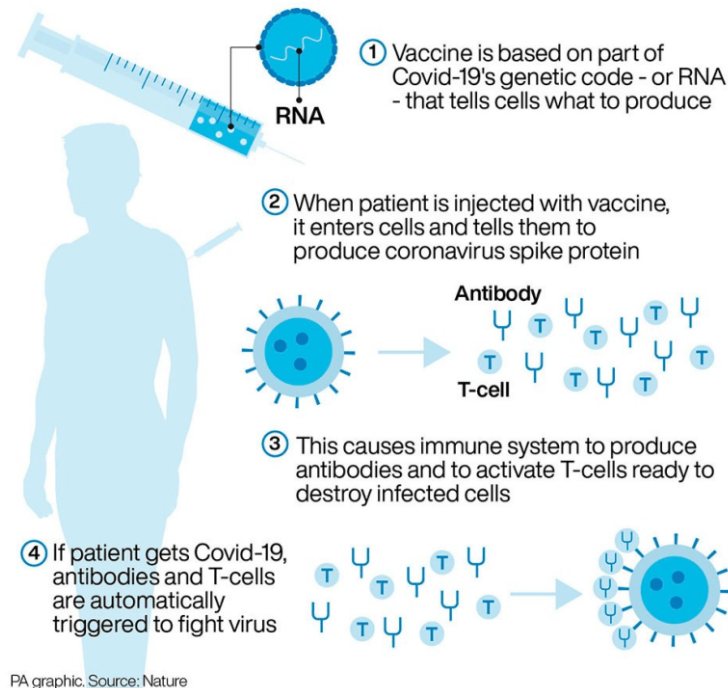 ① Vaccine is based on part of
Covid-19's genetic code - or RNA
- that tells cells what to produce
RNA
② When patient is injected with vaccine,
it enters cells and tells them to
produce coronavirus spike protein
Antibody
T T T T T T T
T-cell
③ This causes immune system to produce
antibodies and to activate T-cells ready to
destroy infected cells
④ If patient gets Covid-19,
antibodies and T-cells
are automatically
triggered to fight virus
T T T T T T
PA graphic. Source: Nature